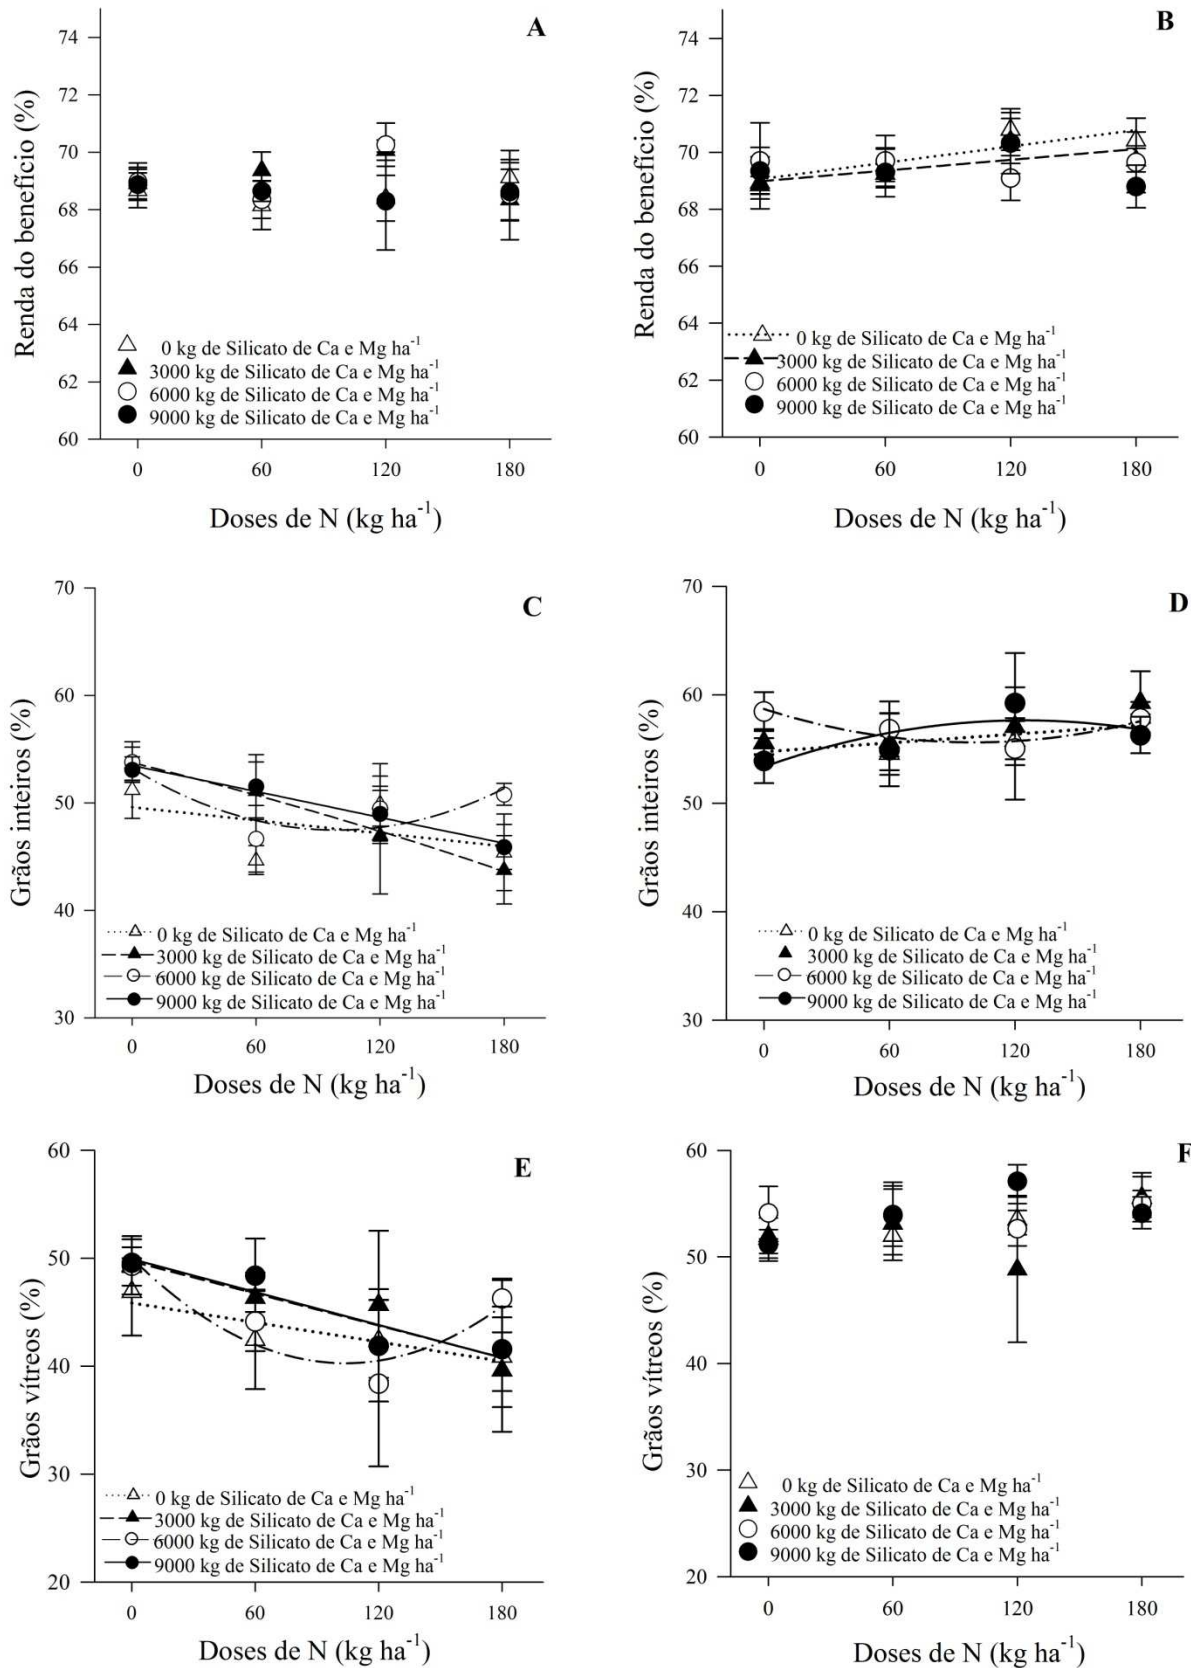 A
Renda do benefício (%)
74
72
70
68
66
64
62
60
0 kg de Silicato de Ca e Mg ha⁻¹
3000 kg de Silicato de Ca e Mg ha⁻¹
6000 kg de Silicato de Ca e Mg ha⁻¹
9000 kg de Silicato de Ca e Mg ha⁻¹
0 60 120 180
Doses de N (kg ha⁻¹)
B
Renda do benefício (%)
74
72
70
68
66
64
62
60
0 kg de Silicato de Ca e Mg ha⁻¹
3000 kg de Silicato de Ca e Mg ha⁻¹
6000 kg de Silicato de Ca e Mg ha⁻¹
9000 kg de Silicato de Ca e Mg ha⁻¹
0 60 120 180
Doses de N (kg ha⁻¹)
C
Grãos inteiros (%)
70
60
50
40
30
0 kg de Silicato de Ca e Mg ha⁻¹
3000 kg de Silicato de Ca e Mg ha⁻¹
6000 kg de Silicato de Ca e Mg ha⁻¹
9000 kg de Silicato de Ca e Mg ha⁻¹
0 60 120 180
Doses de N (kg ha⁻¹)
D
Grãos inteiros (%)
70
60
50
40
30
0 kg de Silicato de Ca e Mg ha⁻¹
3000 kg de Silicato de Ca e Mg ha⁻¹
6000 kg de Silicato de Ca e Mg ha⁻¹
9000 kg de Silicato de Ca e Mg ha⁻¹
0 60 120 180
Doses de N (kg ha⁻¹)
E
Grãos vítreos (%)
60
50
40
30
20
0 kg de Silicato de Ca e Mg ha⁻¹
3000 kg de Silicato de Ca e Mg ha⁻¹
6000 kg de Silicato de Ca e Mg ha⁻¹
9000 kg de Silicato de Ca e Mg ha⁻¹
0 60 120 180
Doses de N (kg ha⁻¹)
F
Grãos vítreos (%)
60
50
40
30
20
0 kg de Silicato de Ca e Mg ha⁻¹
3000 kg de Silicato de Ca e Mg ha⁻¹
6000 kg de Silicato de Ca e Mg ha⁻¹
9000 kg de Silicato de Ca e Mg ha⁻¹
0 60 120 180
Doses de N (kg ha⁻¹)